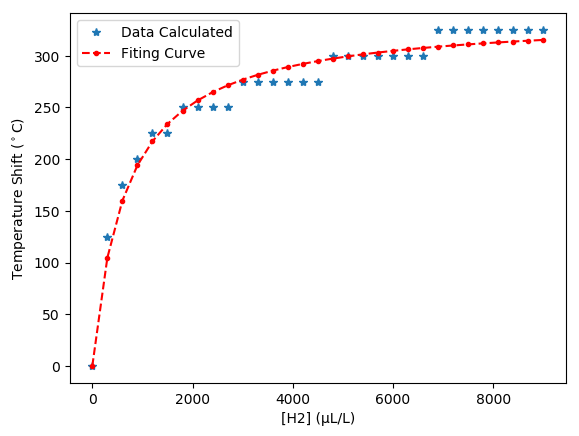 Data Calculated
Fiting Curve
Temperature Shift (°C)
300
250
200
150
100
50
0
0 2000 4000 6000 8000
[H2] (µL/L)